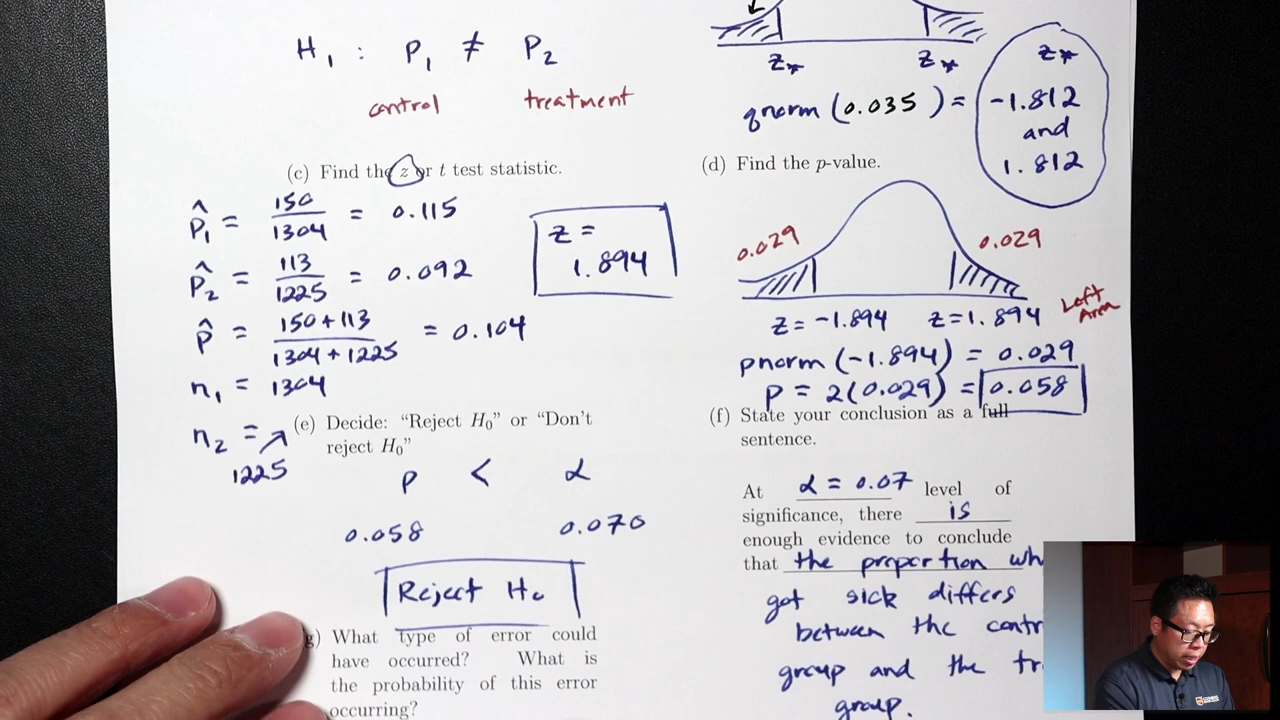 H₁ : P₁ ≠ P₂
control treatment
z* z*
qnorm (0.035) =
z*
-1.812
and
1.812
(c) Find the z or t test statistic.
p̂₁ = 150/1304 = 0.115
p̂₂ = 113/1225 = 0.092
p̂ = 150+113/1304+1225 = 0.104
n₁ = 1304
n₂ = 1225
z =
1.894
(d) Find the p-value.
0.029 0.029
z = -1.894 z = 1.894
Left
Area
pnorm (-1.894) = 0.029
P = 2(0.029) = 0.058
(e) Decide: “Reject H₀” or “Don’t
reject H₀”
p < α
0.058 0.070
Reject H₀
(f) State your conclusion as a full
sentence.
At α = 0.07 level of
significance, there is
enough evidence to conclude
that the proportion
got sick differs
between the
group and the
group.
g) What type of error could
have occurred? What is
the probability of this error
occurring?